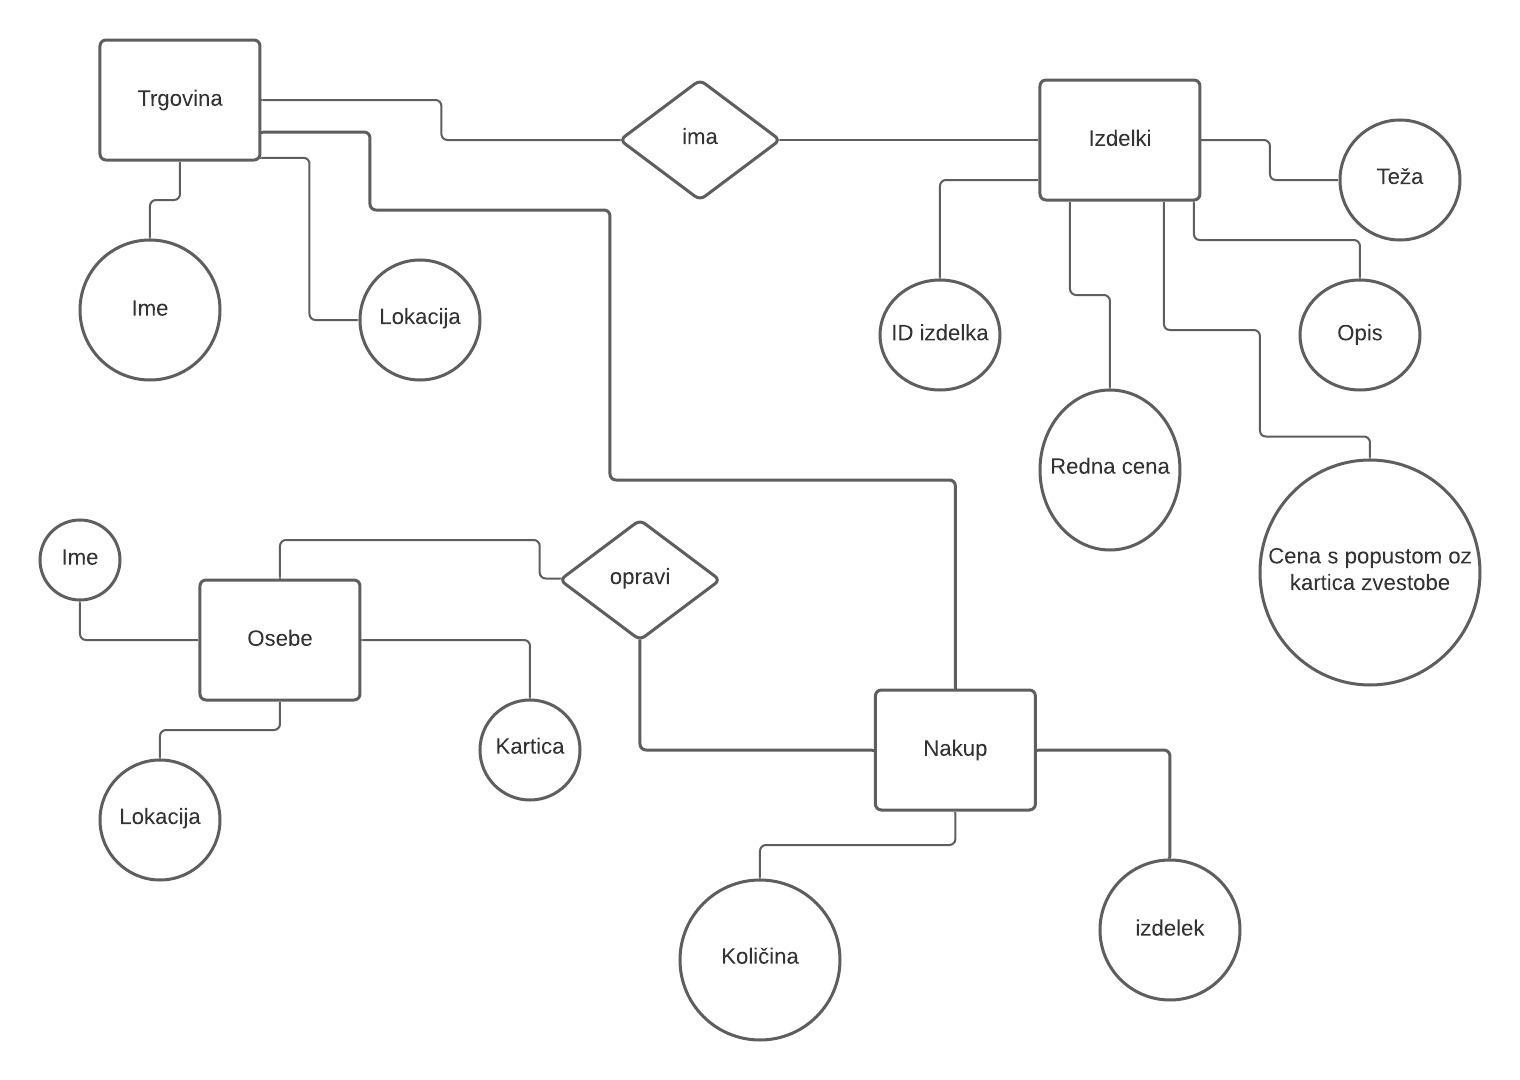 Trgovina
ima
Izdelki
Teža
Ime
Lokacija
ID izdelka
Opis
Redna cena
Cena s popustom oz
kartica zvestobe
Ime
opravi
Osebe
Kartica
Nakup
Lokacija
Količina
izdelek